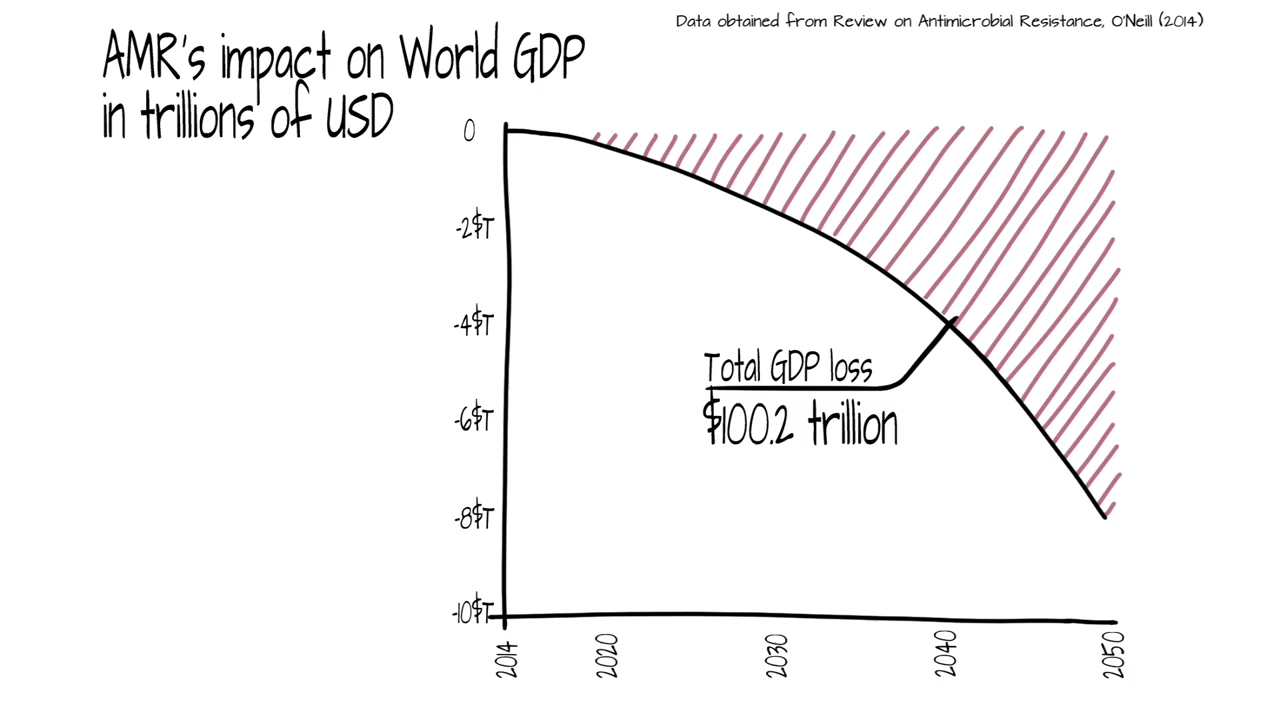 Data obtained from Review on Antimicrobial Resistance, O'Neill (2014)
AMR's impact on World GDP
in trillions of USD
0
-2$T
-4$T
-6$T
-8$T
-10$T
Total GDP loss
$100.2 trillion
2014
2020
2030
2040
2050